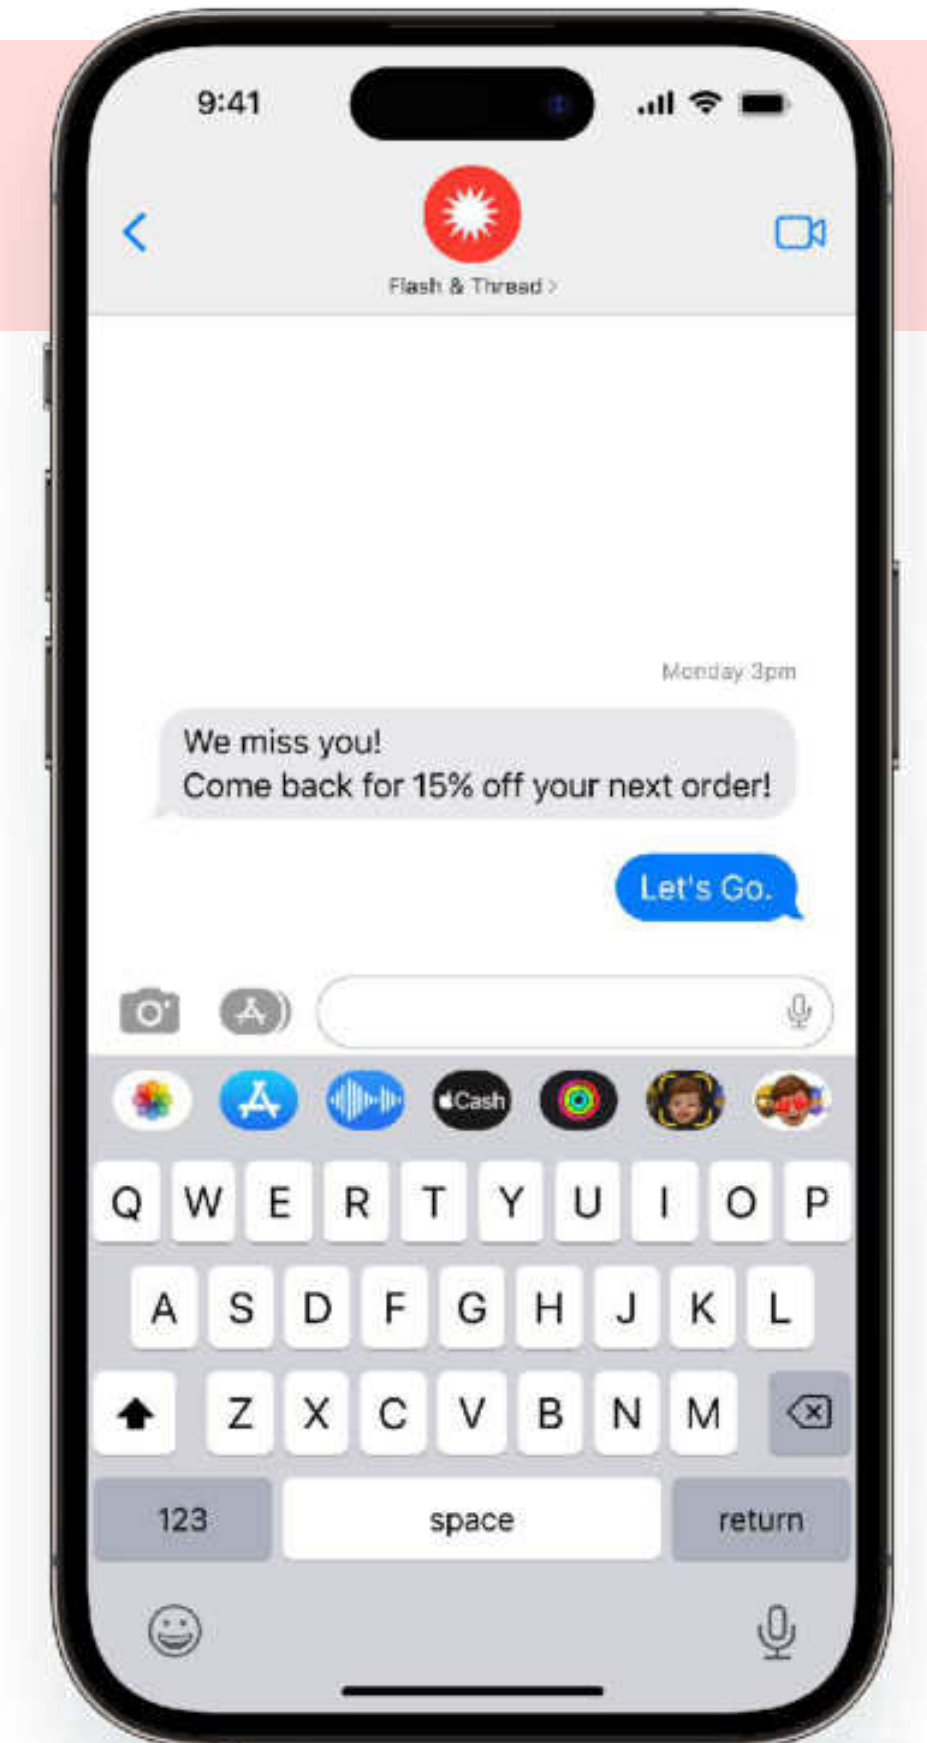 9:41
Flash & Thread >
Monday 3pm
We miss you!
Come back for 15% off your next order!
Let's Go.
Cash
Q W E R T Y U I O P
A S D F G H J K L
Z X C V B N M
123 space return